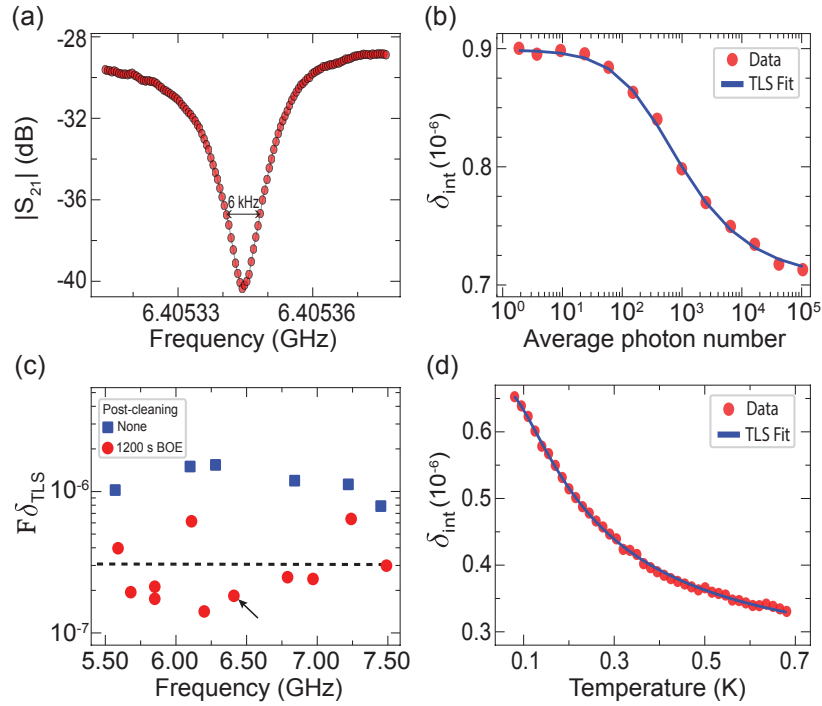 (a)
-28
-31
-34
-37
-40
|S21| (dB)
6 kHz
6.40533
6.40536
Frequency (GHz)
(b)
0.9
0.8
0.7
δint (10-6)
Data
TLS Fit
10^0 10^1 10^2 10^3 10^4 10^5
Average photon number
(c)
Post-cleaning
None
1200 s BOE
10^-6
10^-7
FδTLS
5.50 6.00 6.50 7.00 7.50
Frequency (GHz)
(d)
0.6
0.5
0.4
0.3
δint (10-6)
Data
TLS Fit
0.1 0.3 0.5 0.7
Temperature (K)